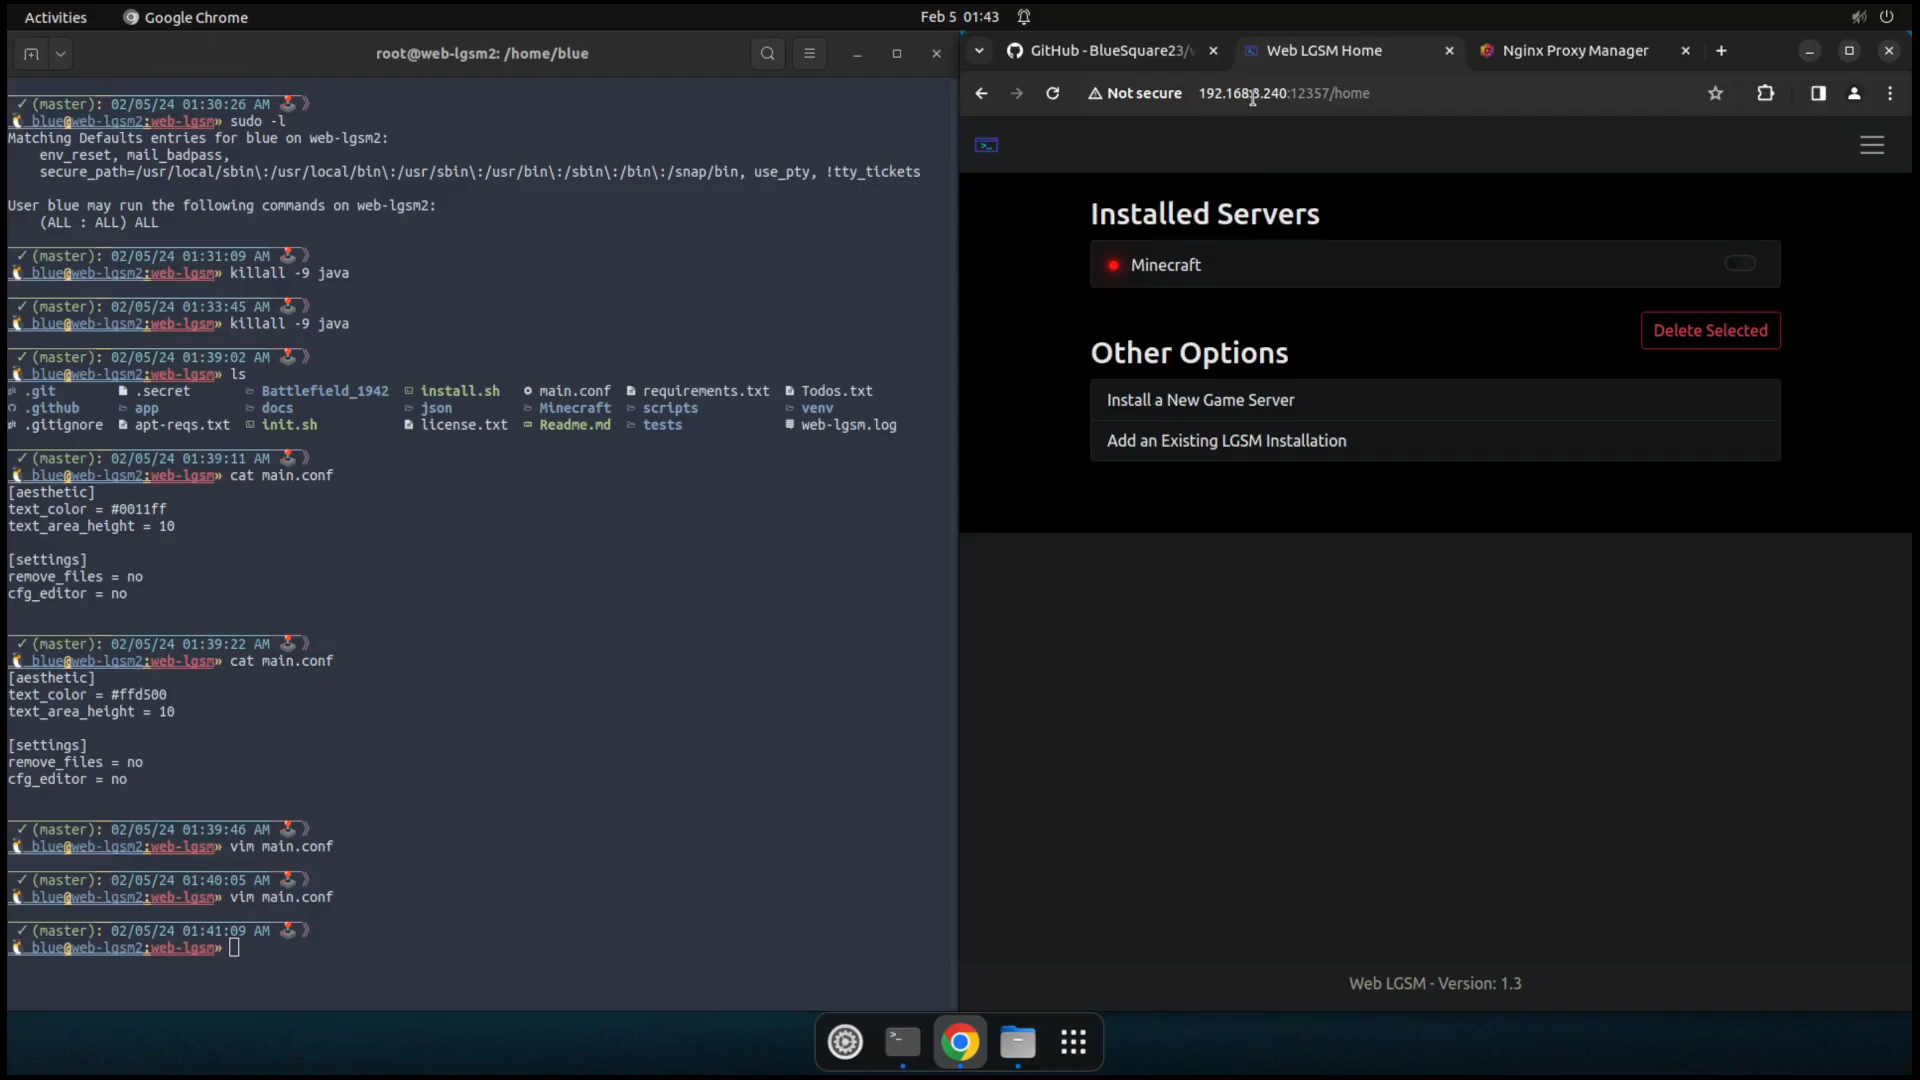 Activities
Google Chrome
Feb 5 01:43
root@web-lgsm2: /home/blue
✓ (master): 02/05/24 01:30:26 AM
blue@web-lgsm2:web-lgsm» sudo -l
Matching Defaults entries for blue on web-lgsm2:
env_reset, mail_badpass,
secure_path=/usr/local/sbin\:/usr/local/bin\:/usr/sbin\:/usr/bin\:/sbin\:/bin\:/snap/bin, use_pty, !tty_tickets
User blue may run the following commands on web-lgsm2:
(ALL : ALL) ALL
✓ (master): 02/05/24 01:31:09 AM
blue@web-lgsm2:web-lgsm» killall -9 java
✓ (master): 02/05/24 01:33:45 AM
blue@web-lgsm2:web-lgsm» killall -9 java
✓ (master): 02/05/24 01:39:02 AM
blue@web-lgsm2:web-lgsm» ls
.git .secret Battlefield_1942 install.sh main.conf requirements.txt Todos.txt
.github app docs json Minecraft scripts venv
.gitignore apt-reqs.txt init.sh license.txt Readme.md tests web-lgsm.log
✓ (master): 02/05/24 01:39:11 AM
blue@web-lgsm2:web-lgsm» cat main.conf
[aesthetic]
text_color = #0011ff
text_area_height = 10
[settings]
remove_files = no
cfg_editor = no
✓ (master): 02/05/24 01:39:22 AM
blue@web-lgsm2:web-lgsm» cat main.conf
[aesthetic]
text_color = #ffd500
text_area_height = 10
[settings]
remove_files = no
cfg_editor = no
✓ (master): 02/05/24 01:39:46 AM
blue@web-lgsm2:web-lgsm» vim main.conf
✓ (master): 02/05/24 01:40:05 AM
blue@web-lgsm2:web-lgsm» vim main.conf
✓ (master): 02/05/24 01:41:09 AM
blue@web-lgsm2:web-lgsm»
GitHub - BlueSquare23/
Web LGSM Home
Nginx Proxy Manager
Not secure
:12357/home
Installed Servers
Minecraft
Delete Selected
Other Options
Install a New Game Server
Add an Existing LGSM Installation
Web LGSM - Version: 1.3